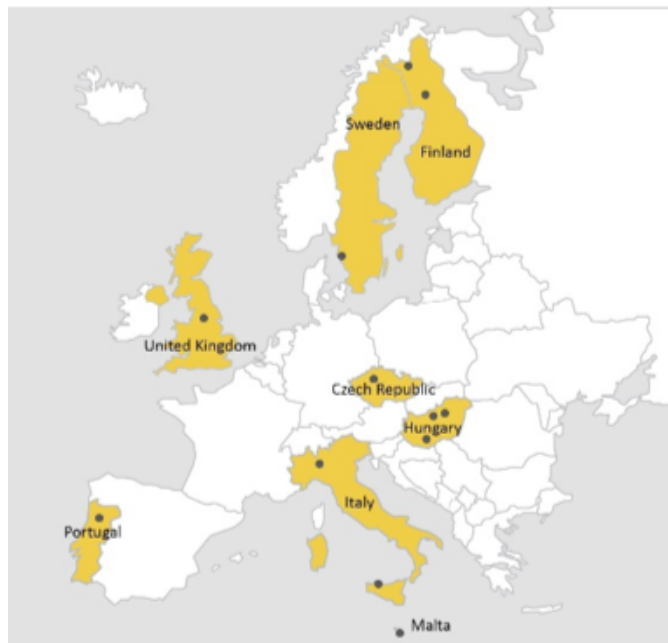 Sweden
Finland
United Kingdom
Czech Republic
Hungary
Italy
Portugal
Malta